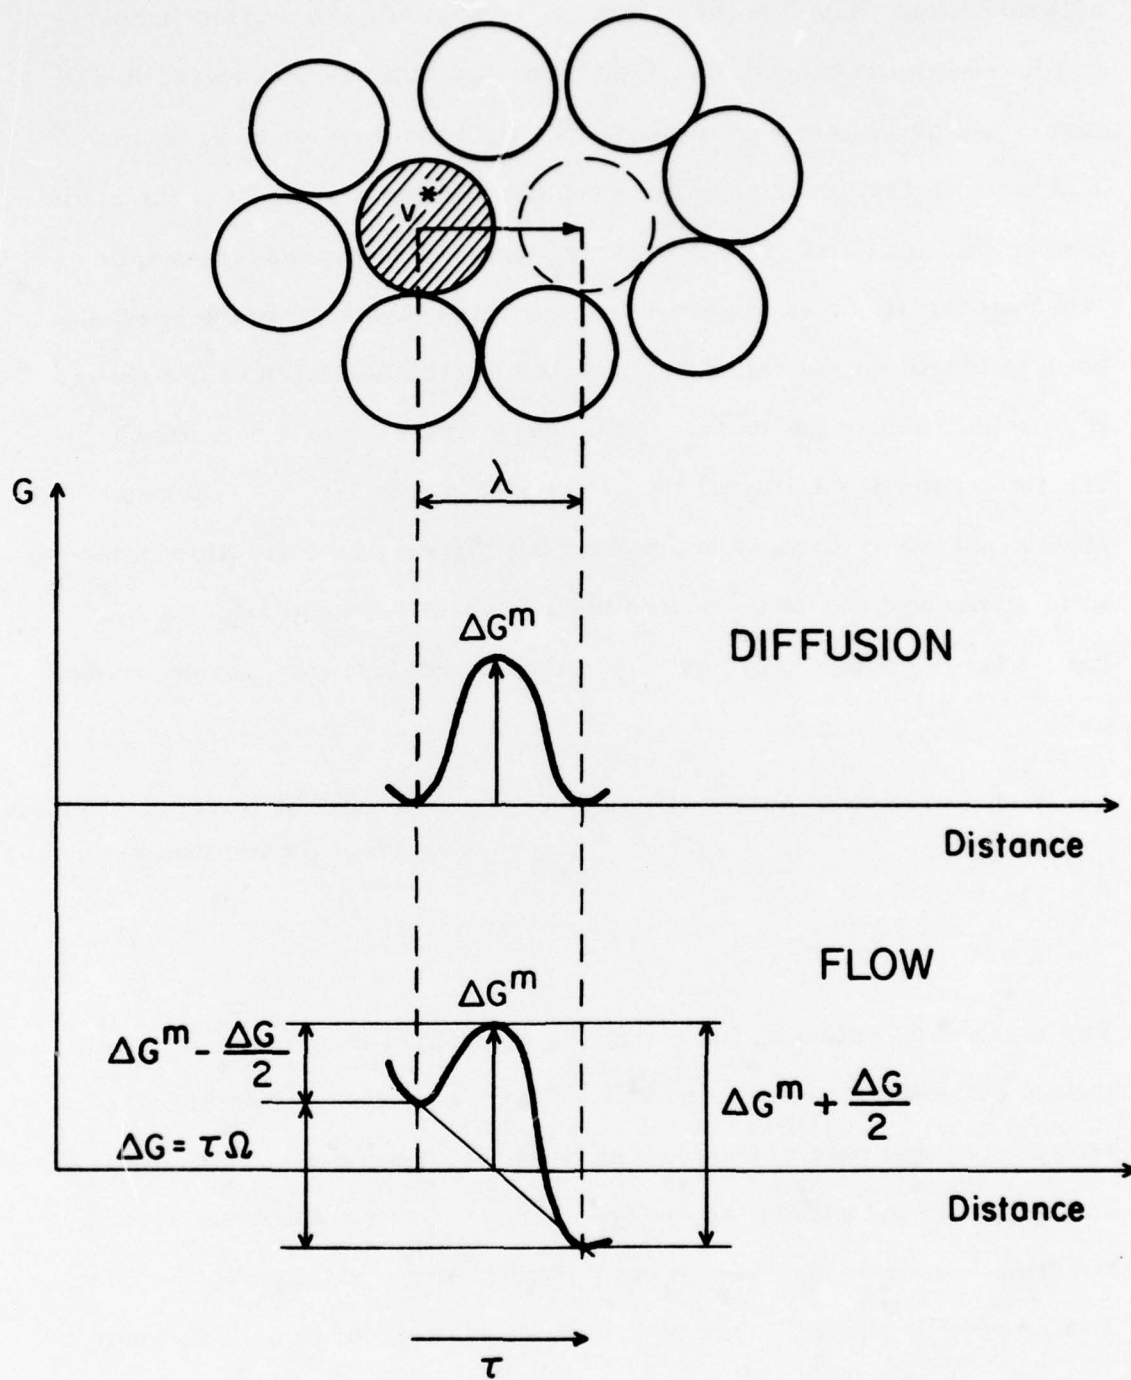 v*
λ
G
ΔG^m
DIFFUSION
Distance
FLOW
ΔG^m
ΔG^m - ΔG/2
ΔG^m + ΔG/2
ΔG = τΩ
Distance
τ